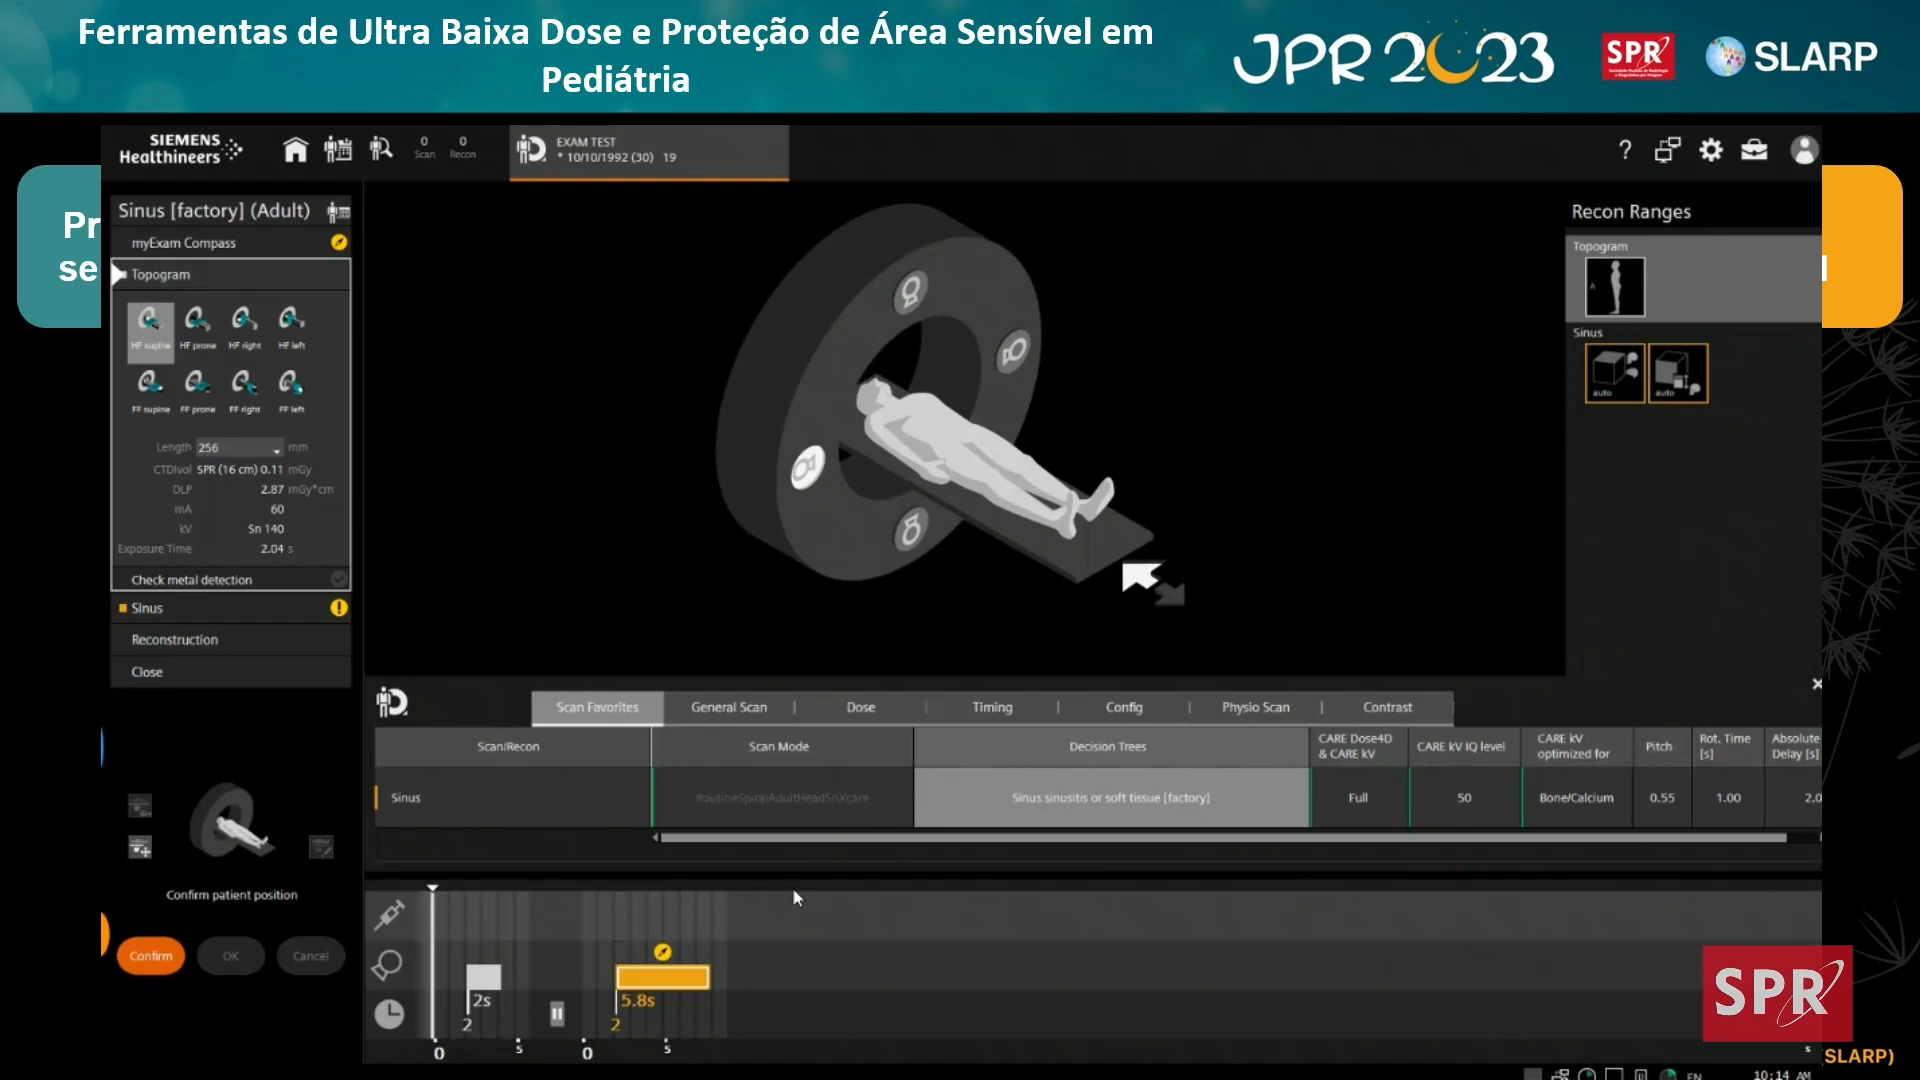 Ferramentas de Ultra Baixa Dose e Proteção de Área Sensível em
Pediátria
JPR 2023
SPR
SLARP
SIEMENS
Healthineers
0
Scan
0
Recon
EXAM TEST
* 10/10/1992 (30) 19
?
Pr
se
Sinus [factory] (Adult)
myExam Compass
Topogram
HF supine HF prone HF right HF left
FF supine FF prone FF right FF left
Length 256 mm
CTDIvol SPR (16 cm) 0.11 mGy
DLP 2.87 mGy*cm
mA 60
kV Sn 140
Exposure Time 2.04 s
Check metal detection
Sinus
Reconstruction
Close
Confirm patient position
Confirm OK Cancel
Recon Ranges
Topogram
A
Sinus
auto auto
Scan Favorites General Scan Dose Timing Config Physio Scan Contrast
Scan/Recon Scan Mode Decision Trees CARE Dose4D & CARE kV CARE kV IQ level CARE kV optimized for Pitch Rot. Time [s] Absolute Delay [s]
Sinus RoutineSpiralAdultHeadSnXcare Sinus sinusitis or soft tissue [factory] Full 50 Bone/Calcium 0.55 1.00 2.0
2s 5.8s
2 2
0 s 0 s s
SPR
(SLARP)
EN 10:14 AM